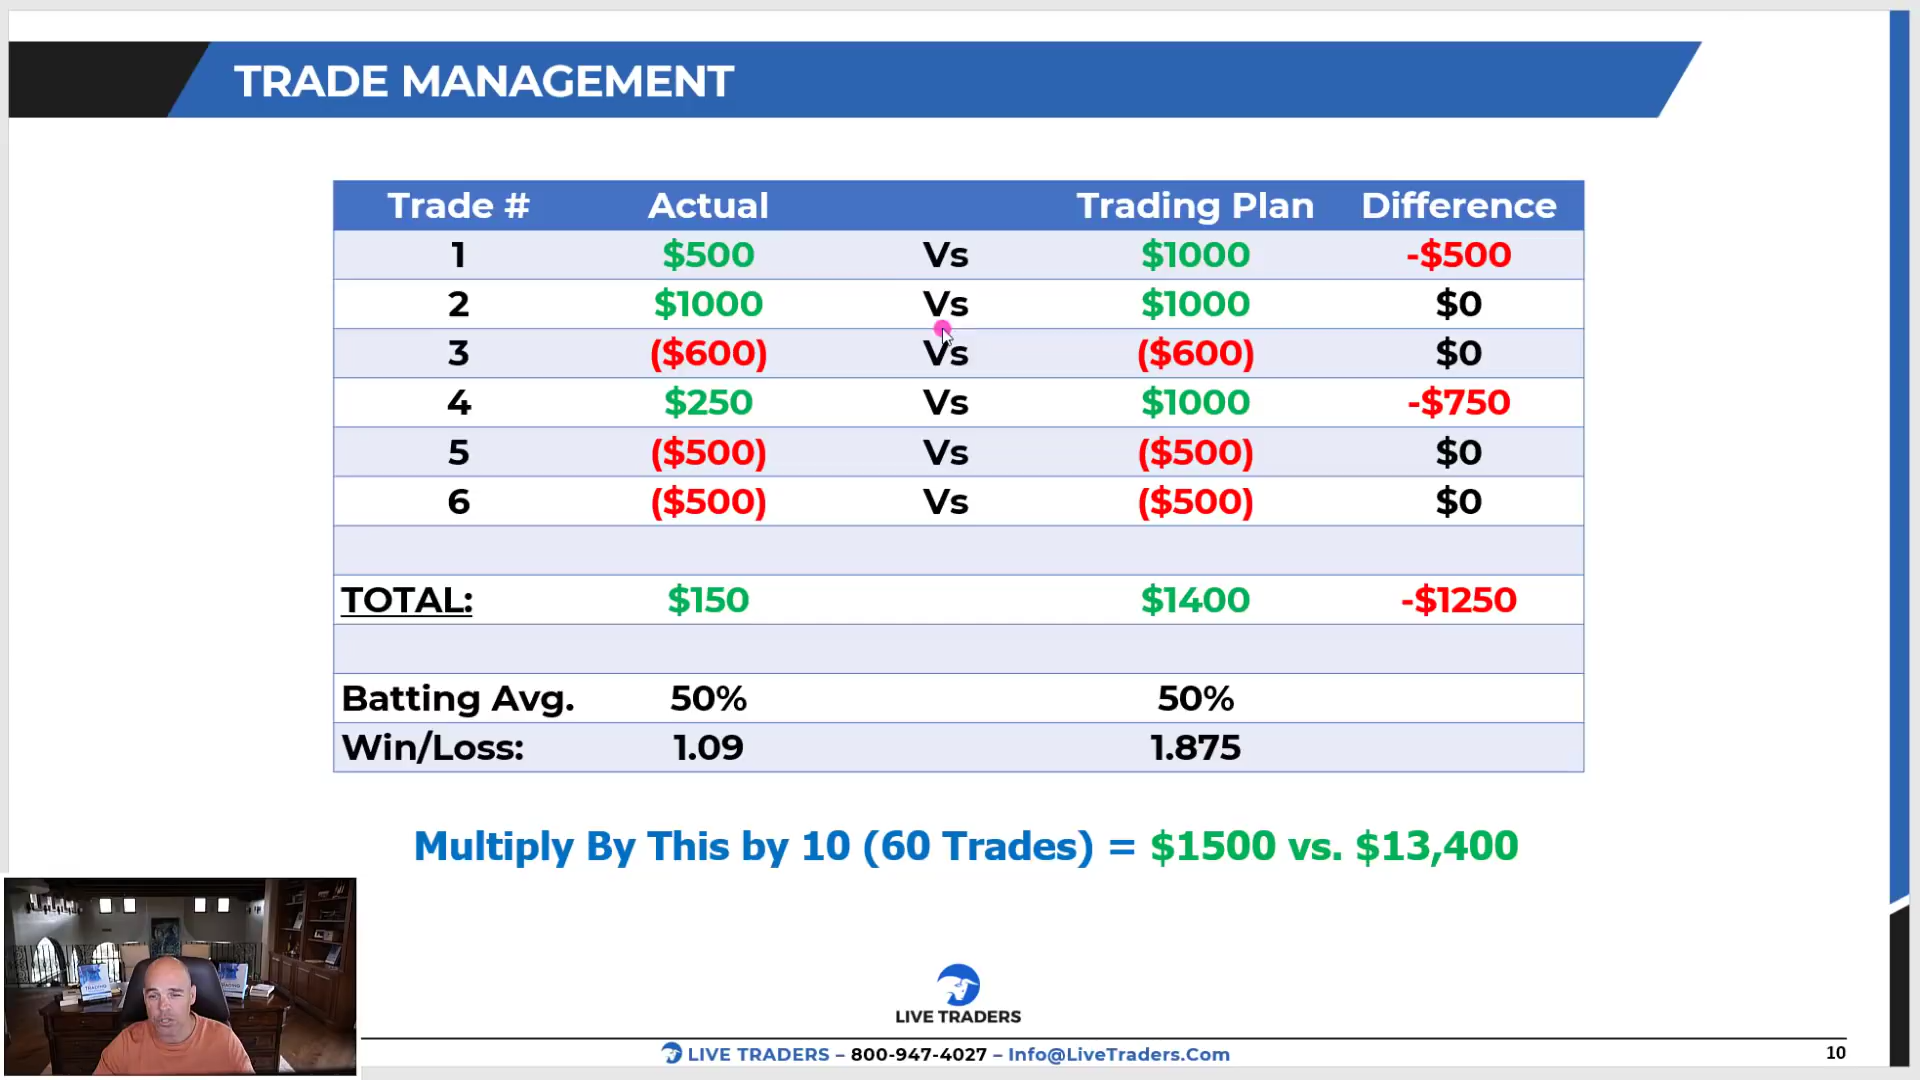 TRADE MANAGEMENT
Trade # Actual Trading Plan Difference
1 $500 Vs $1000 -$500
2 $1000 Vs $1000 $0
3 ($600) Vs ($600) $0
4 $250 Vs $1000 -$750
5 ($500) Vs ($500) $0
6 ($500) Vs ($500) $0
TOTAL: $150 $1400 -$1250
Batting Avg. 50% 50%
Win/Loss: 1.09 1.875
Multiply By This by 10 (60 Trades) = $1500 vs. $13,400
LIVE TRADERS
LIVE TRADERS – 800-947-4027 – Info@LiveTraders.Com
10